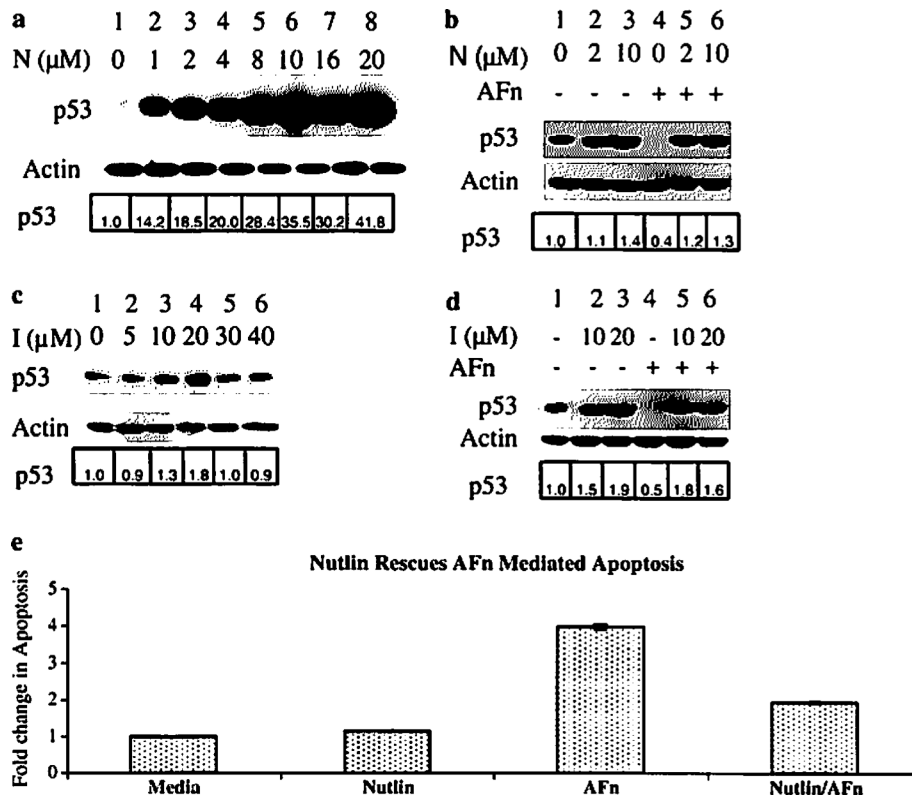 a
1 2 3 4 5 6 7 8
N (µM) 0 1 2 4 8 10 16 20
p53
Actin
p53 1.0 14.2 18.5 20.0 28.4 35.5 30.2 41.8
b
1 2 3 4 5 6
N (µM) 0 2 10 0 2 10
AFn - - - + + +
p53
Actin
p53 1.0 1.1 1.4 0.4 1.2 1.3
c
1 2 3 4 5 6
I (µM) 0 5 10 20 30 40
p53
Actin
p53 1.0 0.9 1.3 1.8 1.0 0.9
d
1 2 3 4 5 6
I (µM) - 10 20 - 10 20
AFn - - - + + +
p53
Actin
p53 1.0 1.5 1.9 0.5 1.8 1.6
e
Nutlin Rescues AFn Mediated Apoptosis
Fold change in Apoptosis
5
4
3
2
1
0
Media Nutlin AFn Nutlin/AFn